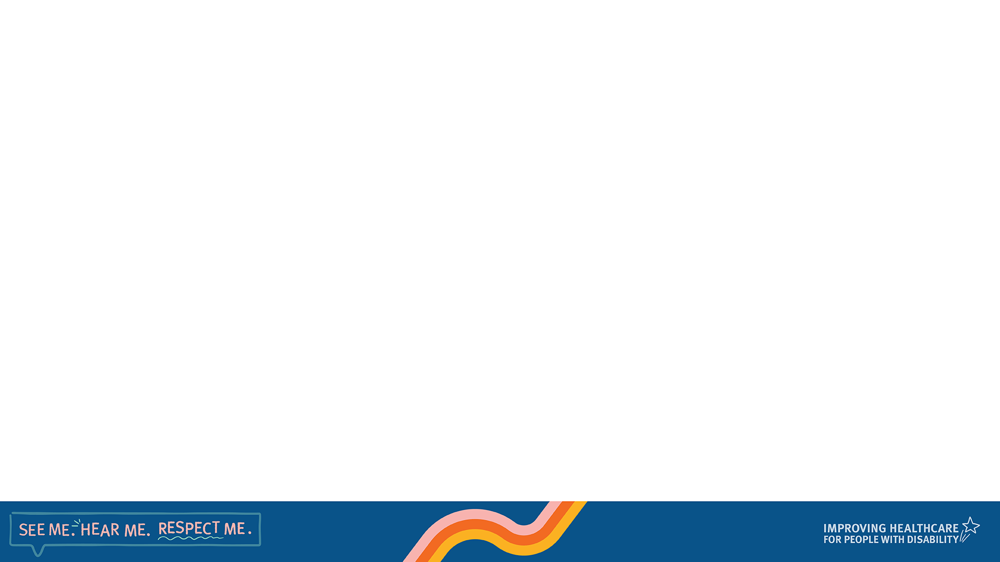 SEE ME. HEAR ME. RESPECT ME.
IMPROVING HEALTHCARE
FOR PEOPLE WITH DISABILITY